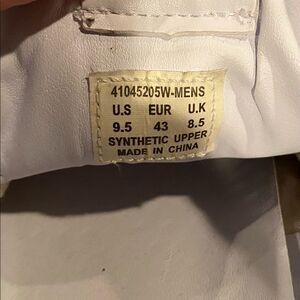 41045205W-MENS
U.S EUR U.K
9.5 43 8.5
SYNTHETIC UPPER
MADE IN CHINA